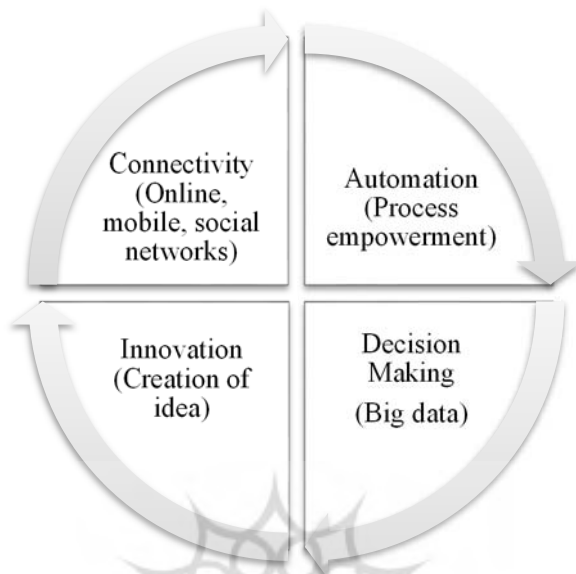 Connectivity
(Online,
mobile, social
networks)
Automation
(Process
empowerment)
Innovation
(Creation of
idea)
Decision
Making
(Big data)